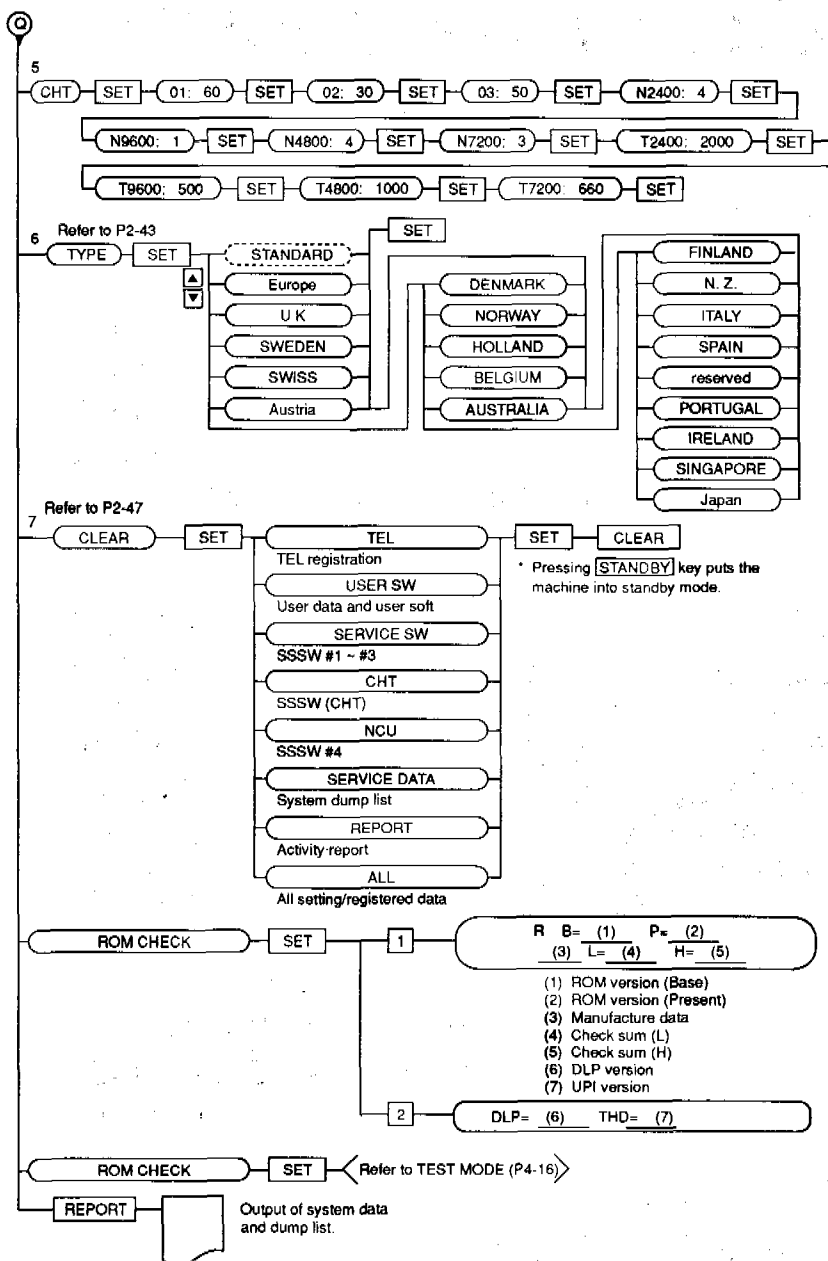 Q
5
CHT SET 01: 60 SET 02: 30 SET 03: 50 SET N2400: 4 SET
N9600: 1 SET N4800: 4 SET N7200: 3 SET T2400: 2000 SET
T9600: 500 SET T4800: 1000 SET T7200: 660 SET
6
Refer to P2-43
TYPE SET
▲
▼
STANDARD
Europe
U K
SWEDEN
SWISS
Austria
SET
DENMARK
NORWAY
HOLLAND
BELGIUM
AUSTRALIA
FINLAND
N. Z.
ITALY
SPAIN
reserved
PORTUGAL
IRELAND
SINGAPORE
Japan
Refer to P2-47
7
CLEAR SET
TEL
TEL registration
USER SW
User data and user soft
SERVICE SW
SSSW #1 ~ #3
CHT
SSSW (CHT)
NCU
SSSW #4
SERVICE DATA
System dump list
REPORT
Activity-report
ALL
All setting/registered data
SET CLEAR
* Pressing STANDBY key puts the
machine into standby mode.
ROM CHECK SET
1
R B= (1) P= (2)
(3) L= (4) H= (5)
(1) ROM version (Base)
(2) ROM version (Present)
(3) Manufacture data
(4) Check sum (L)
(5) Check sum (H)
(6) DLP version
(7) UPI version
2
DLP= (6) THD= (7)
ROM CHECK SET Refer to TEST MODE (P4-16)
REPORT
Output of system data
and dump list.